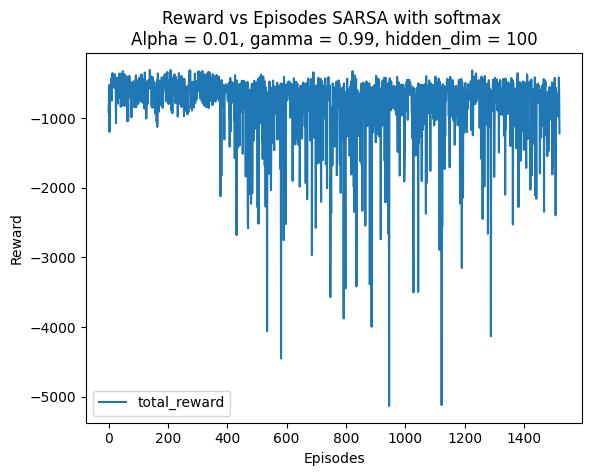 Reward vs Episodes SARSA with softmax
Alpha = 0.01, gamma = 0.99, hidden_dim = 100
−1000
−2000
−3000
−4000
−5000
Reward
total_reward
0 200 400 600 800 1000 1200 1400
Episodes